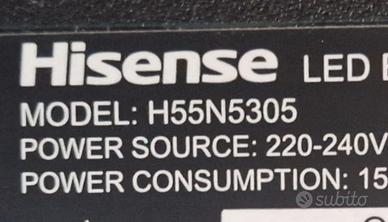 Hisense LED
MODEL: H55N5305
POWER SOURCE: 220-240V
POWER CONSUMPTION: 15
subito